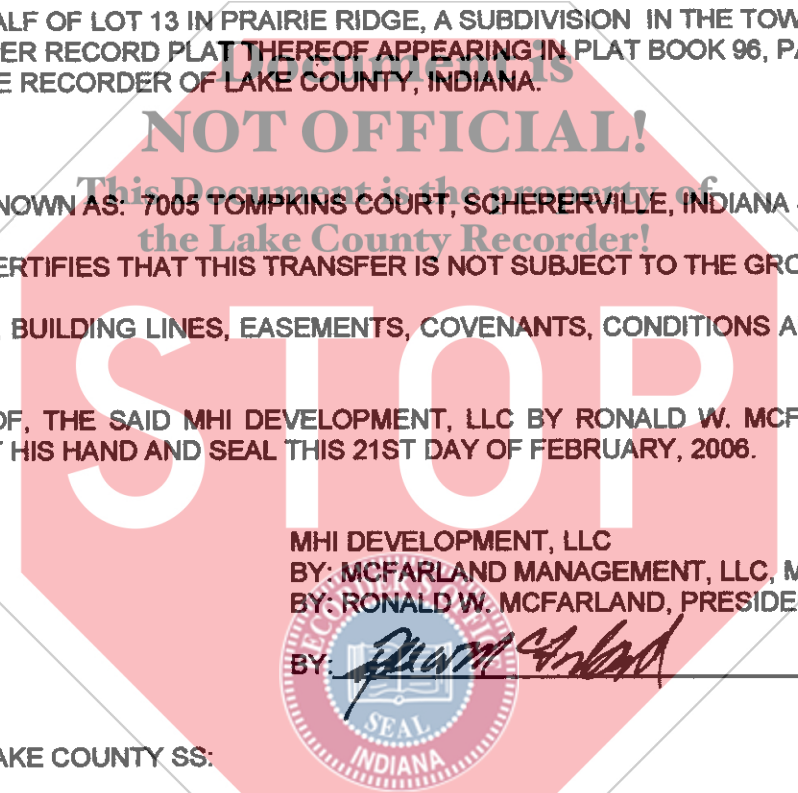 ALF OF LOT 13 IN PRAIRIE RIDGE, A SUBDIVISION IN THE TOW
ER RECORD PLAT THEREOF APPEARING IN PLAT BOOK 96, PA
Document is
E RECORDER OF LAKE COUNTY, INDIANA.
NOT OFFICIAL!
This Document is the property of
NOWN AS: 7005 TOMPKINS COURT, SCHERERVILLE, INDIANA
the Lake County Recorder!
ERTIFIES THAT THIS TRANSFER IS NOT SUBJECT TO THE GRO
BUILDING LINES, EASEMENTS, COVENANTS, CONDITIONS A
STOP
OF, THE SAID MHI DEVELOPMENT, LLC BY RONALD W. MCF
T HIS HAND AND SEAL THIS 21ST DAY OF FEBRUARY, 2006.
MHI DEVELOPMENT, LLC
BY: MCFARLAND MANAGEMENT, LLC, M
BY: RONALD W. MCFARLAND, PRESIDE
RECORDER'S OFFICE
BY:
SEAL
INDIANA
AKE COUNTY SS: